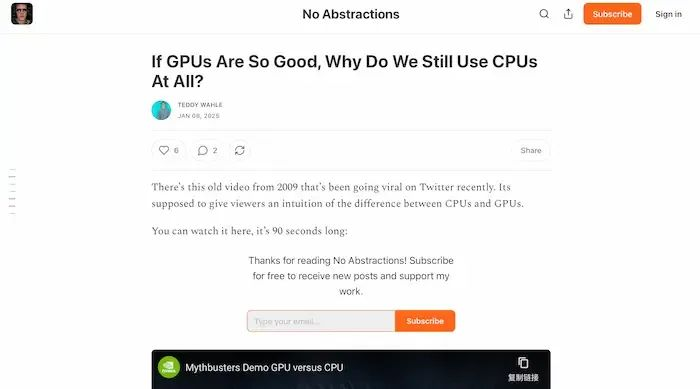 No Abstractions
Subscribe
Sign in
If GPUs Are So Good, Why Do We Still Use CPUs
At All?
TEDDY WAHLE
JAN 08, 2025
6
2
Share
There's this old video from 2009 that's been going viral on Twitter recently. Its
supposed to give viewers an intuition of the difference between CPUs and GPUs.
You can watch it here, it's 90 seconds long:
Thanks for reading No Abstractions! Subscribe
for free to receive new posts and support my
work.
Type your email...
Subscribe
Mythbusters Demo GPU versus CPU
复制链接